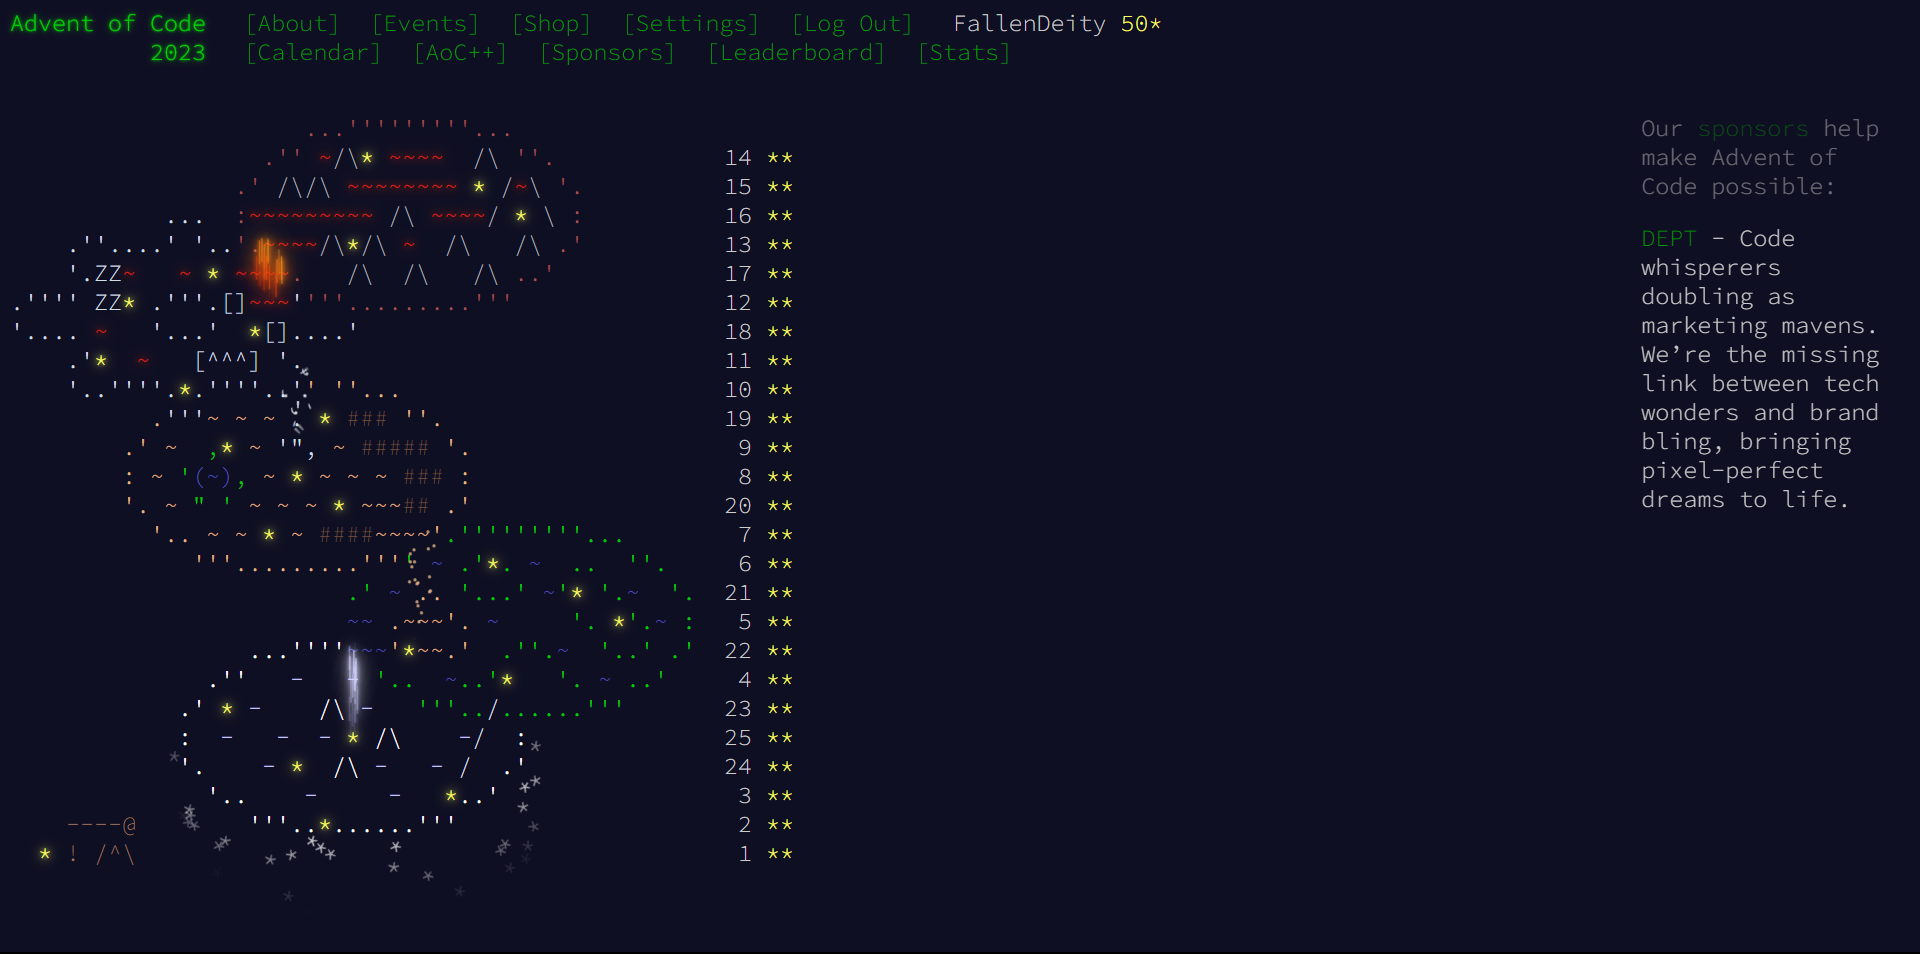 Advent of Code [About] [Events] [Shop] [Settings] [Log Out] FallenDeity 50*
2023 [Calendar] [AoC++] [Sponsors] [Leaderboard] [Stats]
14 **
15 **
16 **
13 **
17 **
12 **
18 **
11 **
10 **
19 **
9 **
8 **
20 **
7 **
6 **
21 **
5 **
22 **
4 **
23 **
25 **
24 **
3 **
2 **
1 **
Our sponsors help
make Advent of
Code possible:
DEPT - Code
whisperers
doubling as
marketing mavens.
We’re the missing
link between tech
wonders and brand
bling, bringing
pixel-perfect
dreams to life.